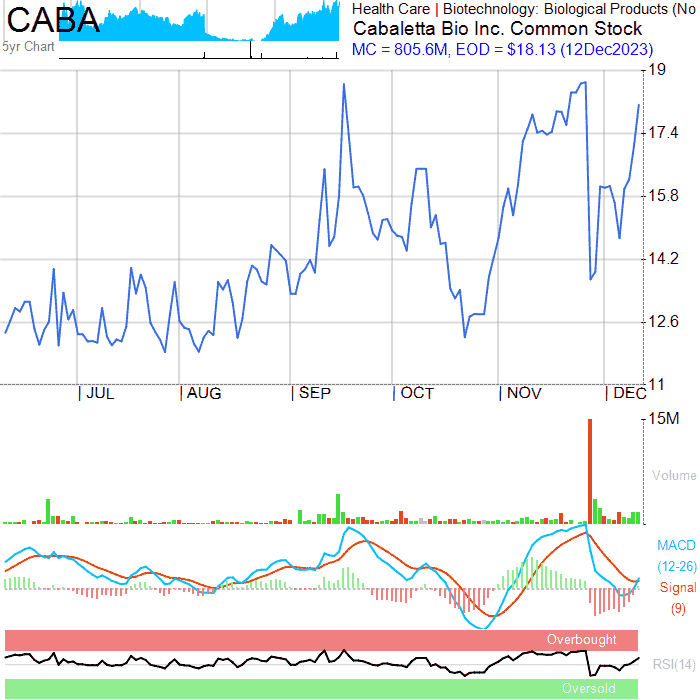 CABA
5yr Chart
Health Care | Biotechnology: Biological Products (No
Cabaletta Bio Inc. Common Stock
MC = 805.6M, EOD = $18.13 (12Dec2023)
19
17.4
15.8
14.2
12.6
11
| JUL | AUG | SEP | OCT | NOV | DEC
15M
Volume
MACD
(12-26)
Signal
(9)
Overbought
RSI(14)
Oversold